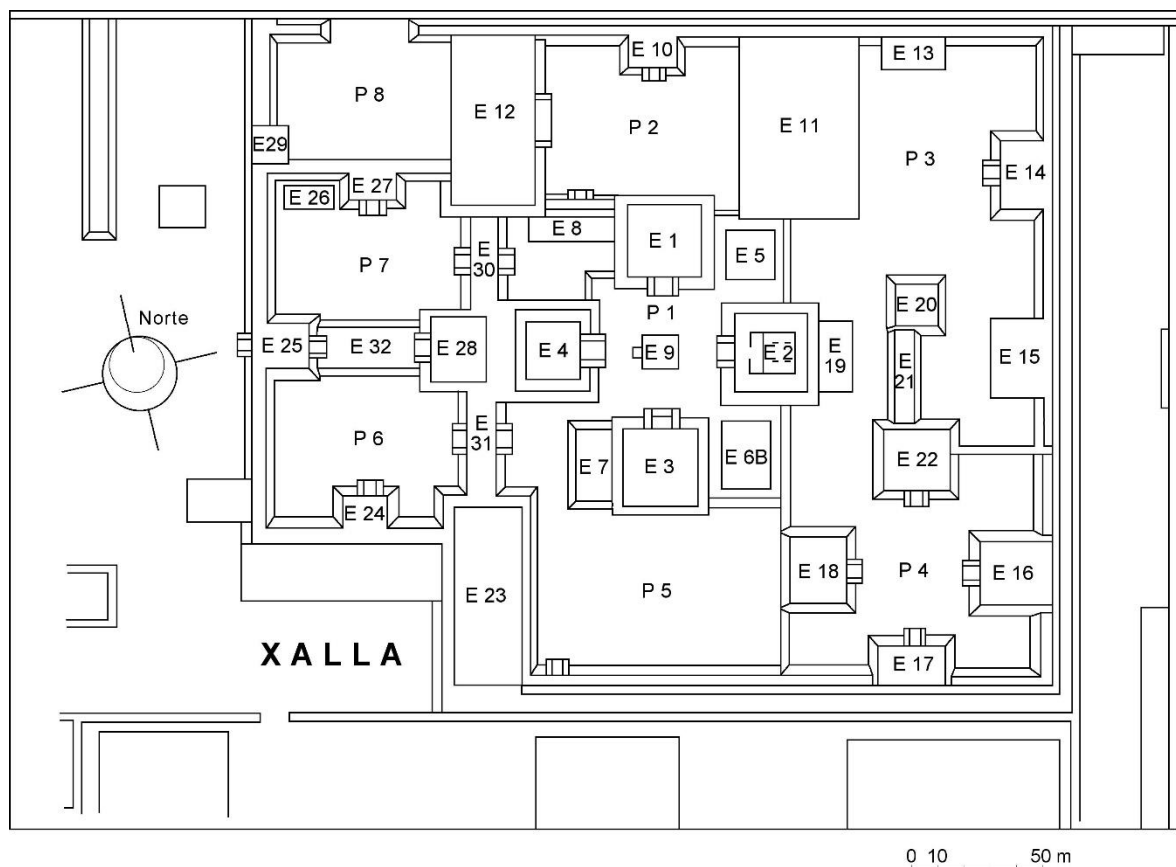 E 10
E 13
P 8
E 12
P 2
E 11
P 3
E29
E 14
E 27
E 26
E 8
E 1
E 5
P 7
E
30
P 1
E 20
Norte
E 25
E 32
E 28
E 4
E 9
E 2
E
19
E
21
E 15
P 6
E
31
E 7
E 3
E 6B
E 22
E 24
E 23
P 5
E 18
P 4
E 16
XALLA
E 17
0 10 50 m